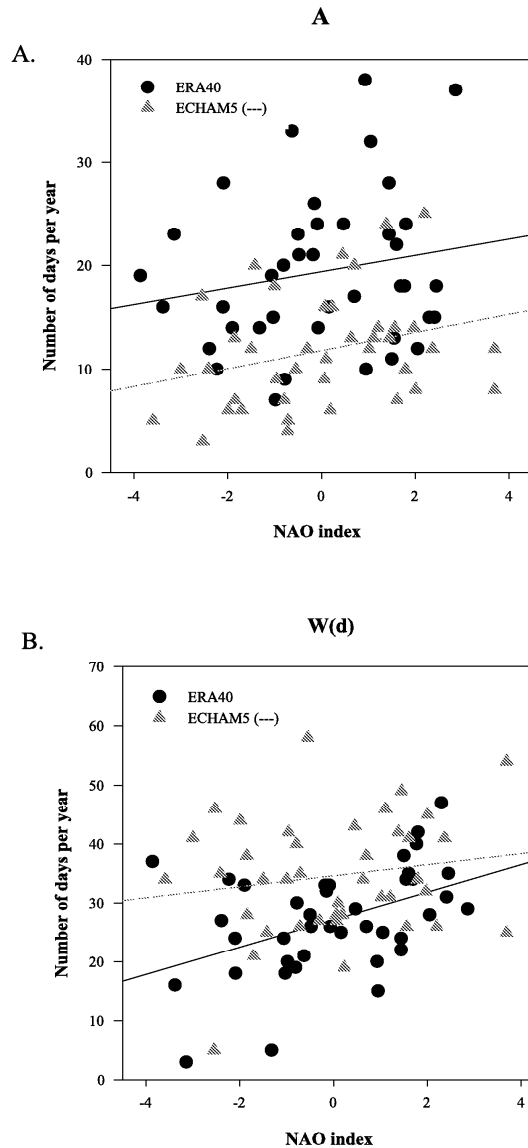 A
A.
40
ERA40
ECHAM5 (---)
30
20
10
0
Number of days per year
-4 -2 0 2 4
NAO index
W(d)
B.
70
ERA40
ECHAM5 (---)
60
50
40
30
20
10
0
Number of days per year
-4 -2 0 2 4
NAO index